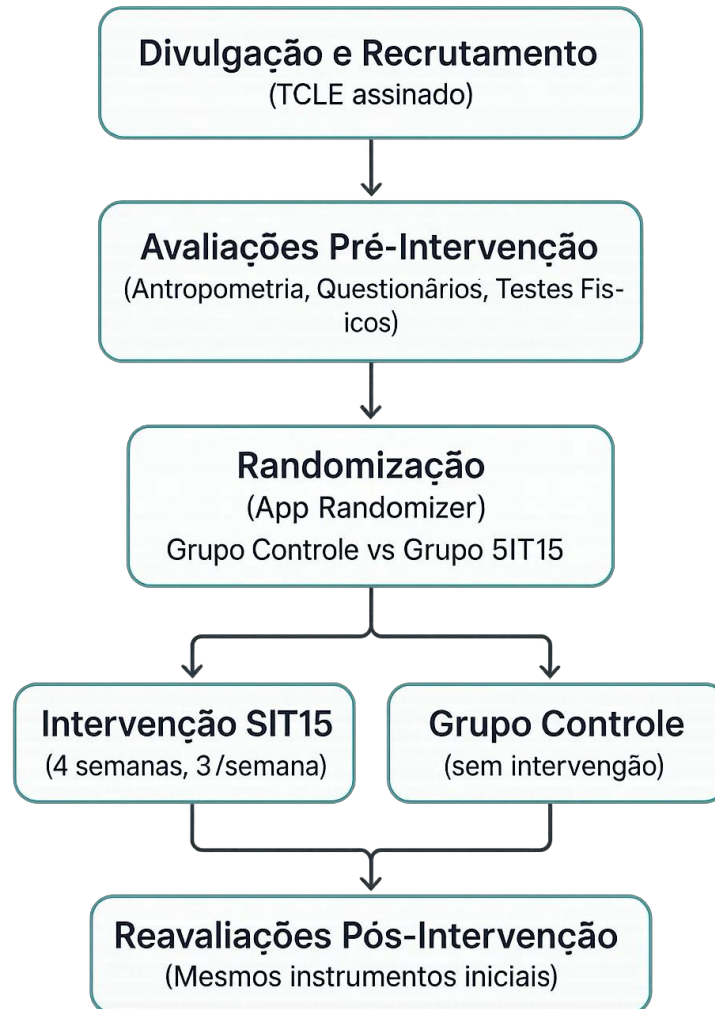 Divulgação e Recrutamento
(TCLE assinado)
Avaliações Pré-Intervenção
(Antropometria, Questionârios, Testes Fis-
icos)
Randomização
(App Randomizer)
Grupo Controle vs Grupo 5IT15
Intervenção SIT15
(4 semanas, 3/semana)
Grupo Controle
(sem intervengão)
Reavaliações Pós-Intervenção
(Mesmos instrumentos iniciais)